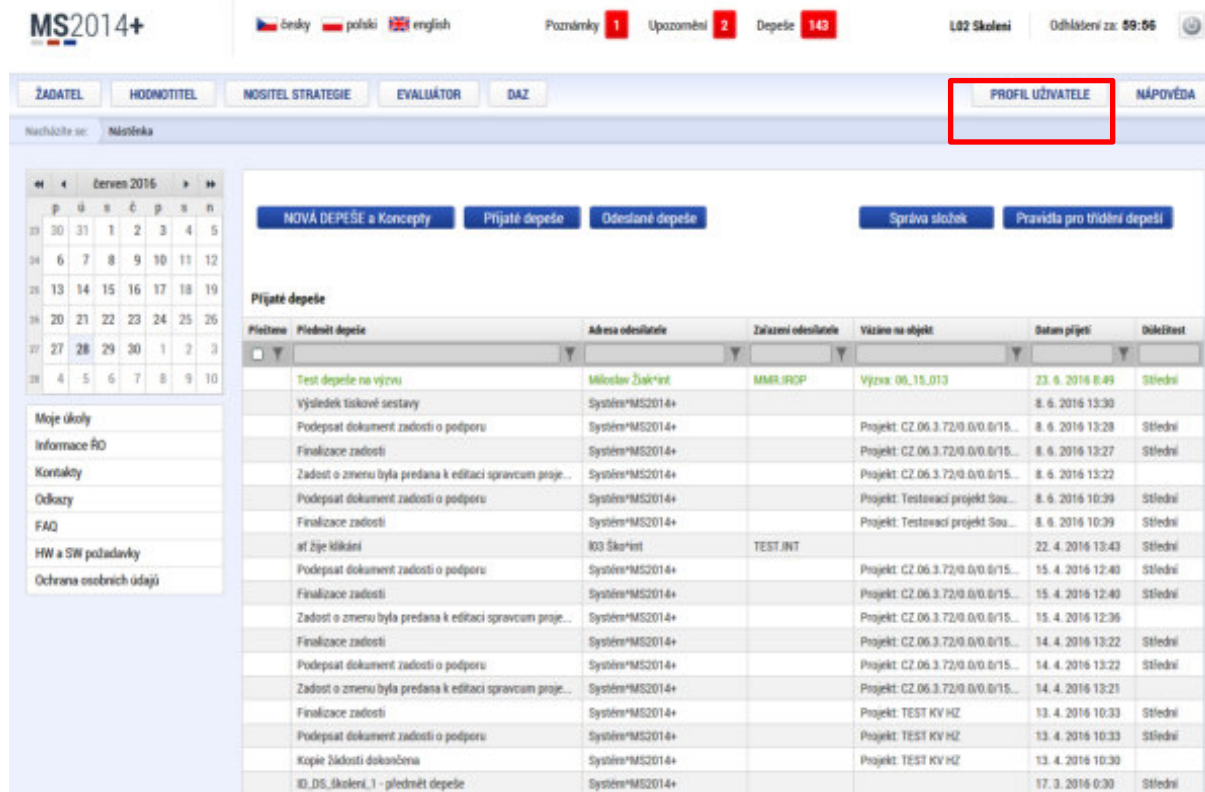 MS2014+ česky polski english Poznámky 1 Upozornění 2 Depeše 143 L02 Skoleni Odhlášení za: 59:56
ŽADATEL HODNOTITEL NOSITEL STRATEGIE EVALUÁTOR DAZ PROFIL UŽIVATELE NÁPOVĚDA
Nacházíte se: Nástěnka
červen 2016
p ú s č p s n
30 31 1 2 3 4 5
24 6 7 8 9 10 11 12
25 13 14 15 16 17 18 19
26 20 21 22 23 24 25 26
27 27 28 29 30 1 2 3
28 4 5 6 7 8 9 10
Moje úkoly
Informace ŘO
Kontakty
Odkazy
FAQ
HW a SW požadavky
Ochrana osobních údajů
NOVÁ DEPEŠE a Koncepty Přijaté depeše Odeslané depeše Správa složek Pravidla pro třídění depeší
Přijaté depeše
Přečteno Předmět depeše Adresa odesílatele Zařazení odesílatele Vázáno na objekt Datum přijetí Důležitost
Test depeše na výzvu Miloslav Žiak*int MMR.IROP Výzva: 06_15_013 23. 6. 2016 8:49 Střední
Výsledek tiskové sestavy Systém*MS2014+ 8. 6. 2016 13:30
Podepsat dokument zadosti o podporu Systém*MS2014+ Projekt: CZ.06.3.72/0.0/0.0/15... 8. 6. 2016 13:28 Střední
Finalizace zadosti Systém*MS2014+ Projekt: CZ.06.3.72/0.0/0.0/15... 8. 6. 2016 13:27 Střední
Zadost o zmenu byla predana k editaci spravcum proje... Systém*MS2014+ Projekt: CZ.06.3.72/0.0/0.0/15... 8. 6. 2016 13:22
Podepsat dokument zadosti o podporu Systém*MS2014+ Projekt: Testovací projekt Sou... 8. 6. 2016 10:39 Střední
Finalizace zadosti Systém*MS2014+ Projekt: Testovací projekt Sou... 8. 6. 2016 10:39 Střední
ať žije klikání I03 Ško*int TEST.INT 22. 4. 2016 13:43 Střední
Podepsat dokument zadosti o podporu Systém*MS2014+ Projekt: CZ.06.3.72/0.0/0.0/15... 15. 4. 2016 12:40 Střední
Finalizace zadosti Systém*MS2014+ Projekt: CZ.06.3.72/0.0/0.0/15... 15. 4. 2016 12:40 Střední
Zadost o zmenu byla predana k editaci spravcum proje... Systém*MS2014+ Projekt: CZ.06.3.72/0.0/0.0/15... 15. 4. 2016 12:36
Finalizace zadosti Systém*MS2014+ Projekt: CZ.06.3.72/0.0/0.0/15... 14. 4. 2016 13:22 Střední
Podepsat dokument zadosti o podporu Systém*MS2014+ Projekt: CZ.06.3.72/0.0/0.0/15... 14. 4. 2016 13:22 Střední
Zadost o zmenu byla predana k editaci spravcum proje... Systém*MS2014+ Projekt: CZ.06.3.72/0.0/0.0/15... 14. 4. 2016 13:21
Finalizace zadosti Systém*MS2014+ Projekt: TEST KV HZ 13. 4. 2016 10:33 Střední
Podepsat dokument zadosti o podporu Systém*MS2014+ Projekt: TEST KV HZ 13. 4. 2016 10:33 Střední
Kopie žádosti dokončena Systém*MS2014+ Projekt: TEST KV HZ 13. 4. 2016 10:30
ID_DS_školení_1 - předmět depeše Systém*MS2014+ 17. 3. 2016 0:30 Střední